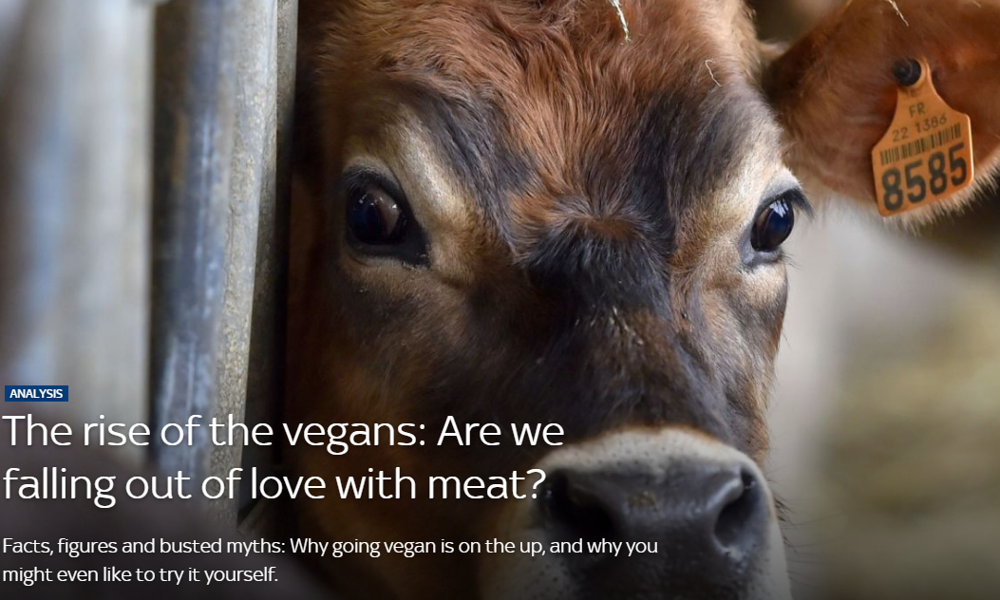 FR
22 1386
8585
ANALYSIS
The rise of the vegans: Are we
falling out of love with meat?
Facts, figures and busted myths: Why going vegan is on the up, and why you
might even like to try it yourself.